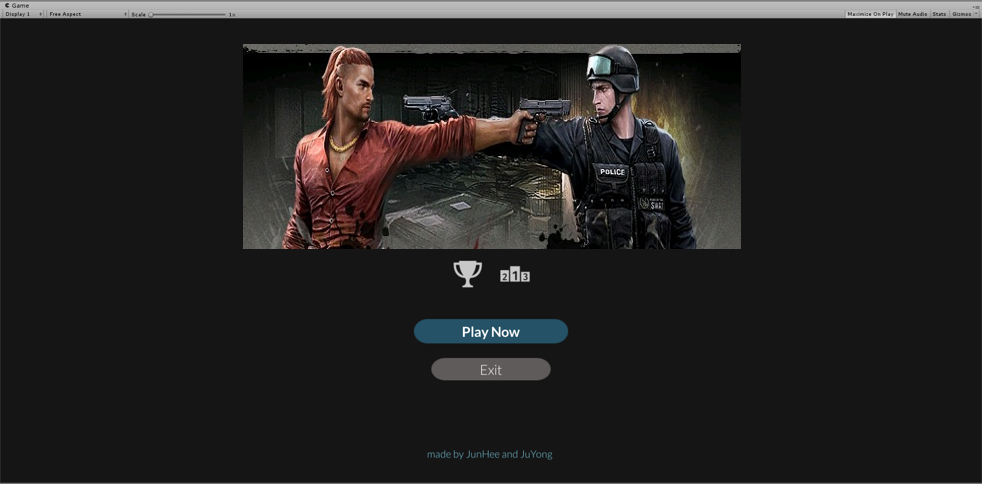 Game
Display 1 Free Aspect Scale 1x Maximize On Play Mute Audio Stats Gizmos
POLICE
2 1 3
Play Now
Exit
made by JunHee and JuYong